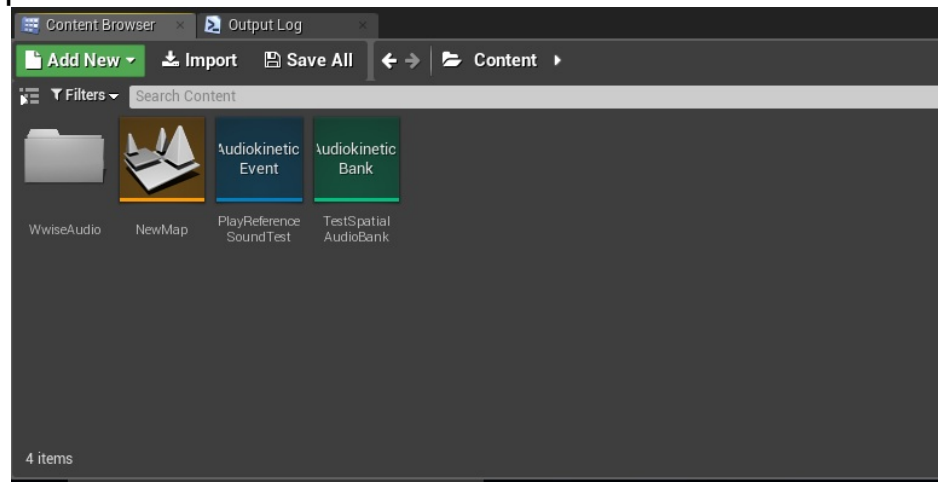 Content Browser
Output Log
Add New
Import
Save All
Content
Filters
Search Content
Audiokinetic
Event
Audiokinetic
Bank
WwiseAudio
NewMap
PlayReference
SoundTest
TestSpatial
AudioBank
4 items